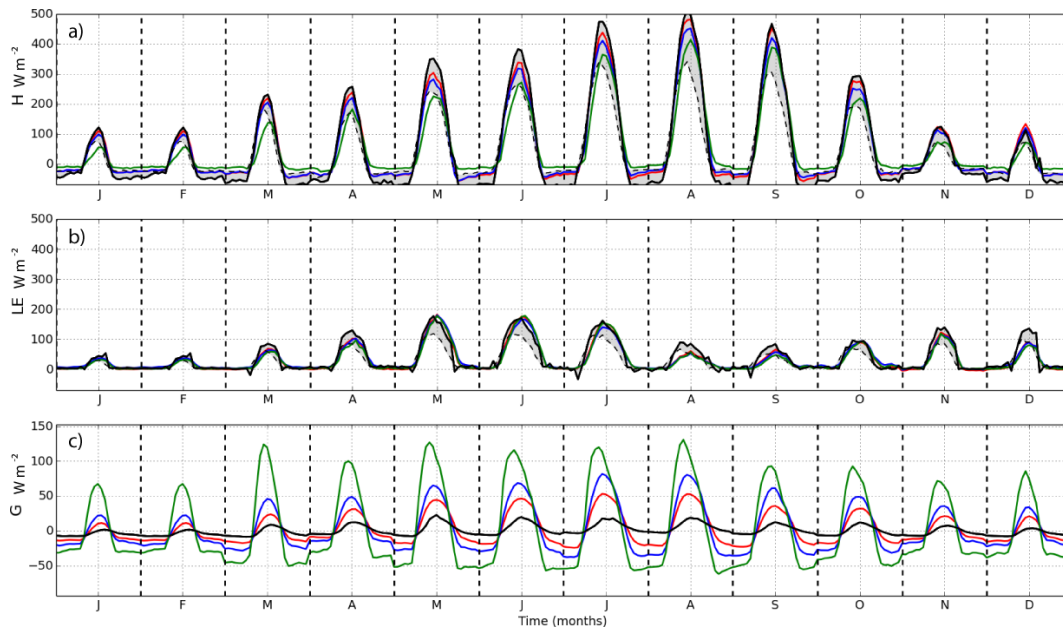 a)
H W m⁻²
500
400
300
200
100
0
J F M A M J J A S O N D
b)
LE W m⁻²
500
400
300
200
100
0
J F M A M J J A S O N D
c)
G W m⁻²
150
100
50
0
−50
J F M A M J J A S O N D
Time (months)